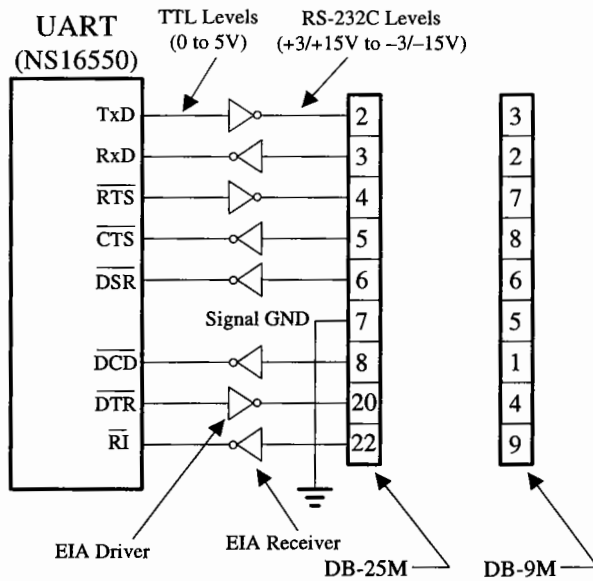 UART
(NS16550)
TTL Levels
(0 to 5V)
RS-232C Levels
(+3/+15V to –3/–15V)
TxD 2 3
RxD 3 2
RTS 4 7
CTS 5 8
DSR 6 6
Signal GND 7 5
DCD 8 1
DTR 20 4
RI 22 9
EIA Driver
EIA Receiver
DB-25M
DB-9M